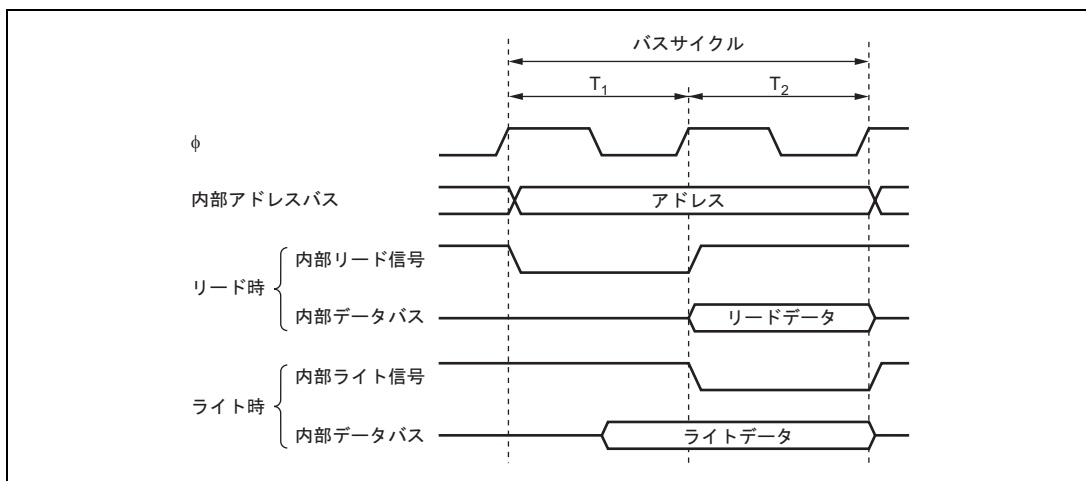 バスサイクル
T₁
T₂
φ
内部アドレスバス
アドレス
リード時
内部リード信号
内部データバス
リードデータ
ライト時
内部ライト信号
内部データバス
ライトデータ